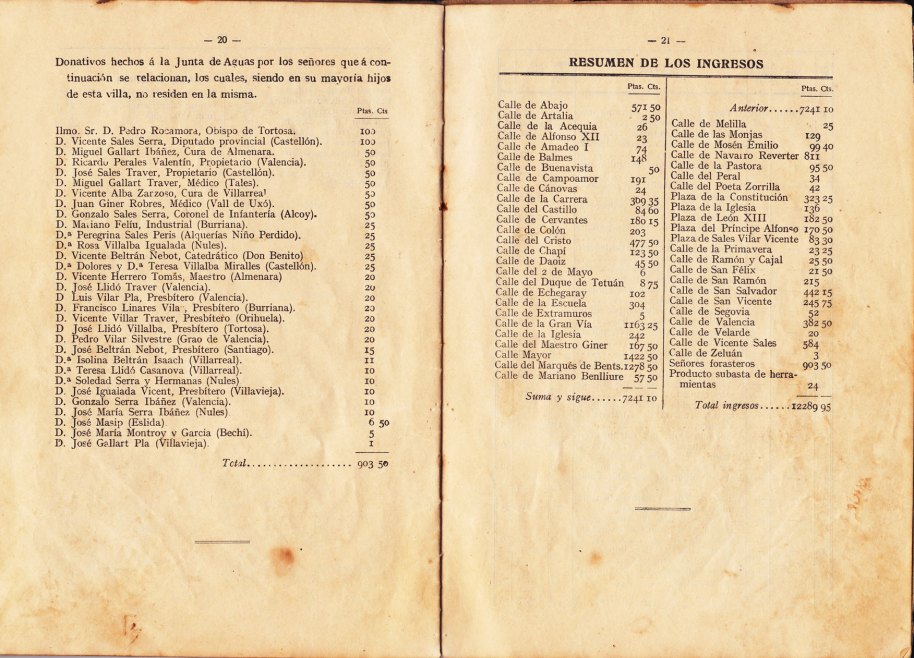 — 20 —
Donativos hechos á la Junta de Aguas por los señores que á con-
tinuación se relacionan, los cuales, siendo en su mayoría hijos
de esta villa, no residen en la misma.
Ptas. Cts
Ilmo. Sr. D. Pedro Rocamora, Obispo de Tortosa. 100
D. Vicente Sales Serra, Diputado provincial (Castellón). 100
D. Miguel Gallart Ibáñez, Cura de Almenara. 50
D. Ricardo Perales Valentín, Propietario (Valencia). 50
D. José Sales Traver, Propietario (Castellón). 50
D. Miguel Gallart Traver, Médico (Tales). 50
D. Vicente Alba Zarzoso, Cura de Villarreal 50
D. Juan Giner Robres, Médico (Vall de Uxó). 50
D. Gonzalo Sales Serra, Coronel de Infantería (Alcoy). 50
D. Mariano Felíu, Industrial (Burriana). 25
D.ª Peregrina Sales Peris (Alquerías Niño Perdido). 25
D.ª Rosa Villalba Igualada (Nules). 25
D. Vicente Beltrán Nebot, Catedrático (Don Benito) 25
D.ª Dolores y D.ª Teresa Villalba Miralles (Castellón). 25
D. Vicente Herrero Tomás, Maestro (Almenara) 20
D. José Llidó Traver (Valencia). 20
D Luis Vilar Pla, Presbítero (Valencia). 20
D. Francisco Linares Vila, Presbítero (Burriana). 20
D. Vicente Villar Traver, Presbítero (Orihuela). 20
D José Llidó Villalba, Presbítero (Tortosa). 20
D. Pedro Vilar Silvestre (Grao de Valencia). 20
D. José Beltrán Nebot, Presbítero (Santiago). 15
D.ª Isolina Beltrán Isaach (Villarreal). 11
D.ª Teresa Llidó Casanova (Villarreal). 10
D.ª Soledad Serra y Hermanas (Nules) 10
D. José Igualada Vicent, Presbítero (Villavieja). 10
D. Gonzalo Serra Ibáñez (Valencia). 10
D. José María Serra Ibáñez (Nules) 10
D. José Masip (Eslida) 6 50
D. José María Montroy y Garcia (Bechí). 5
D. José Gallart Pla (Villavieja). 1
Total................... 903 50
— 21 —
RESUMEN DE LOS INGRESOS
Ptas. Cts.
Calle de Abajo 571 50
Calle de Artalia 2 50
Calle de la Acequia 26
Calle de Alfonso XII 23
Calle de Amadeo I 74
Calle de Balmes 148
Calle de Buenavista 50
Calle de Campoamor 191
Calle de Cánovas 24
Calle de la Carrera 369 35
Calle del Castillo 84 60
Calle de Cervantes 180 15
Calle de Colón 203
Calle del Cristo 477 50
Calle de Chapí 123 50
Calle de Daoiz 45 50
Calle del 2 de Mayo 6
Calle del Duque de Tetuán 8 75
Calle de Echegaray 102
Calle de la Escuela 304
Calle de Extramuros 5
Calle de la Gran Vía 1163 25
Calle de la Iglesia 242
Calle del Maestro Giner 167 50
Calle Mayor 1422 50
Calle del Marqués de Bents. 1278 50
Calle de Mariano Benlliure 57 50
Suma y sigue......7241 10
Ptas. Cts.
Anterior......7241 10
Calle de Melilla 25
Calle de las Monjas 129
Calle de Mosén Emilio 99 40
Calle de Navarro Reverter 811
Calle de la Pastora 95 50
Calle del Peral 34
Calle del Poeta Zorrilla 42
Plaza de la Constitución 323 25
Plaza de la Iglesia 136
Plaza de León XIII 182 50
Plaza del Príncipe Alfonso 170 50
Plaza de Sales Vilar Vicente 83 30
Calle de la Primavera 23 25
Calle de Ramón y Cajal 25 50
Calle de San Félix 21 50
Calle de San Ramón 215
Calle de San Salvador 442 15
Calle de San Vicente 245 75
Calle de Segovia 52
Calle de Valencia 382 50
Calle de Velarde 20
Calle de Vicente Sales 584
Calle de Zeluán 3
Señores forasteros 903 50
Producto subasta de herra-
mientas 24
Total ingresos......12289 95